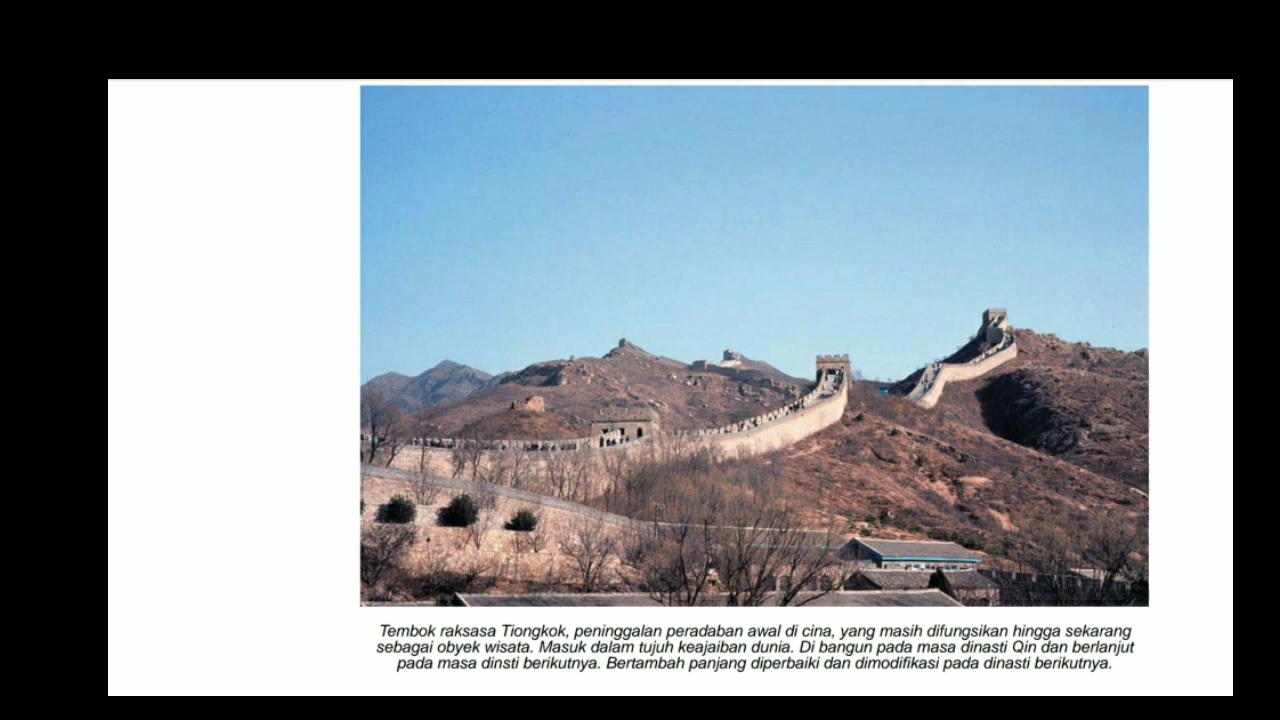 Tembok raksasa Tiongkok, peninggalan peradaban awal di cina, yang masih difungsikan hingga sekarang
sebagai obyek wisata. Masuk dalam tujuh keajaiban dunia. Di bangun pada masa dinasti Qin dan berlanjut
pada masa dinsti berikutnya. Bertambah panjang diperbaiki dan dimodifikasi pada dinasti berikutnya.